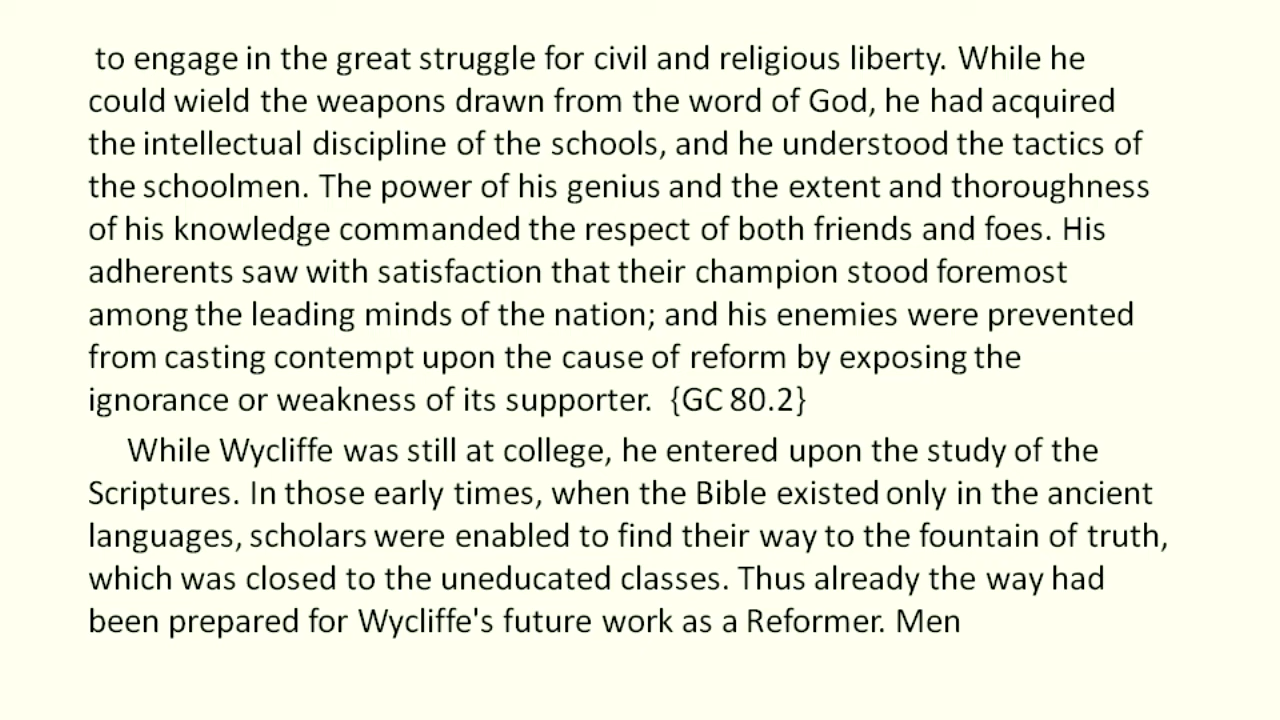 to engage in the great struggle for civil and religious liberty. While he
could wield the weapons drawn from the word of God, he had acquired
the intellectual discipline of the schools, and he understood the tactics of
the schoolmen. The power of his genius and the extent and thoroughness
of his knowledge commanded the respect of both friends and foes. His
adherents saw with satisfaction that their champion stood foremost
among the leading minds of the nation; and his enemies were prevented
from casting contempt upon the cause of reform by exposing the
ignorance or weakness of its supporter.  {GC 80.2}
While Wycliffe was still at college, he entered upon the study of the
Scriptures. In those early times, when the Bible existed only in the ancient
languages, scholars were enabled to find their way to the fountain of truth,
which was closed to the uneducated classes. Thus already the way had
been prepared for Wycliffe's future work as a Reformer. Men